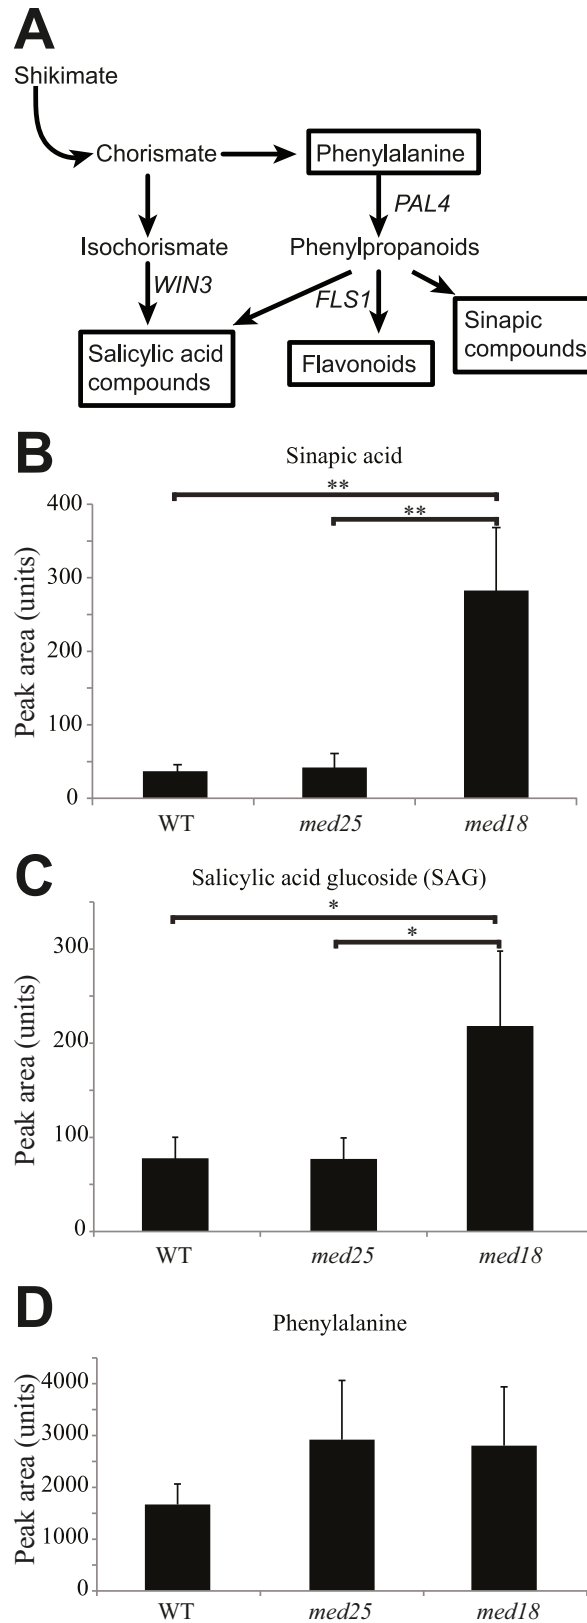 A
Shikimate
Chorismate
Phenylalanine
PAL4
Isochorismate
Phenylpropanoids
WIN3
FLS1
Salicylic acid
compounds
Flavonoids
Sinapic
compounds
B
Sinapic acid
**
**
Peak area (units)
400
300
200
100
0
WT
med25
med18
C
Salicylic acid glucoside (SAG)
*
*
Peak area (units)
300
200
100
0
WT
med25
med18
D
Phenylalanine
Peak area (units)
4000
3000
2000
1000
0
WT
med25
med18